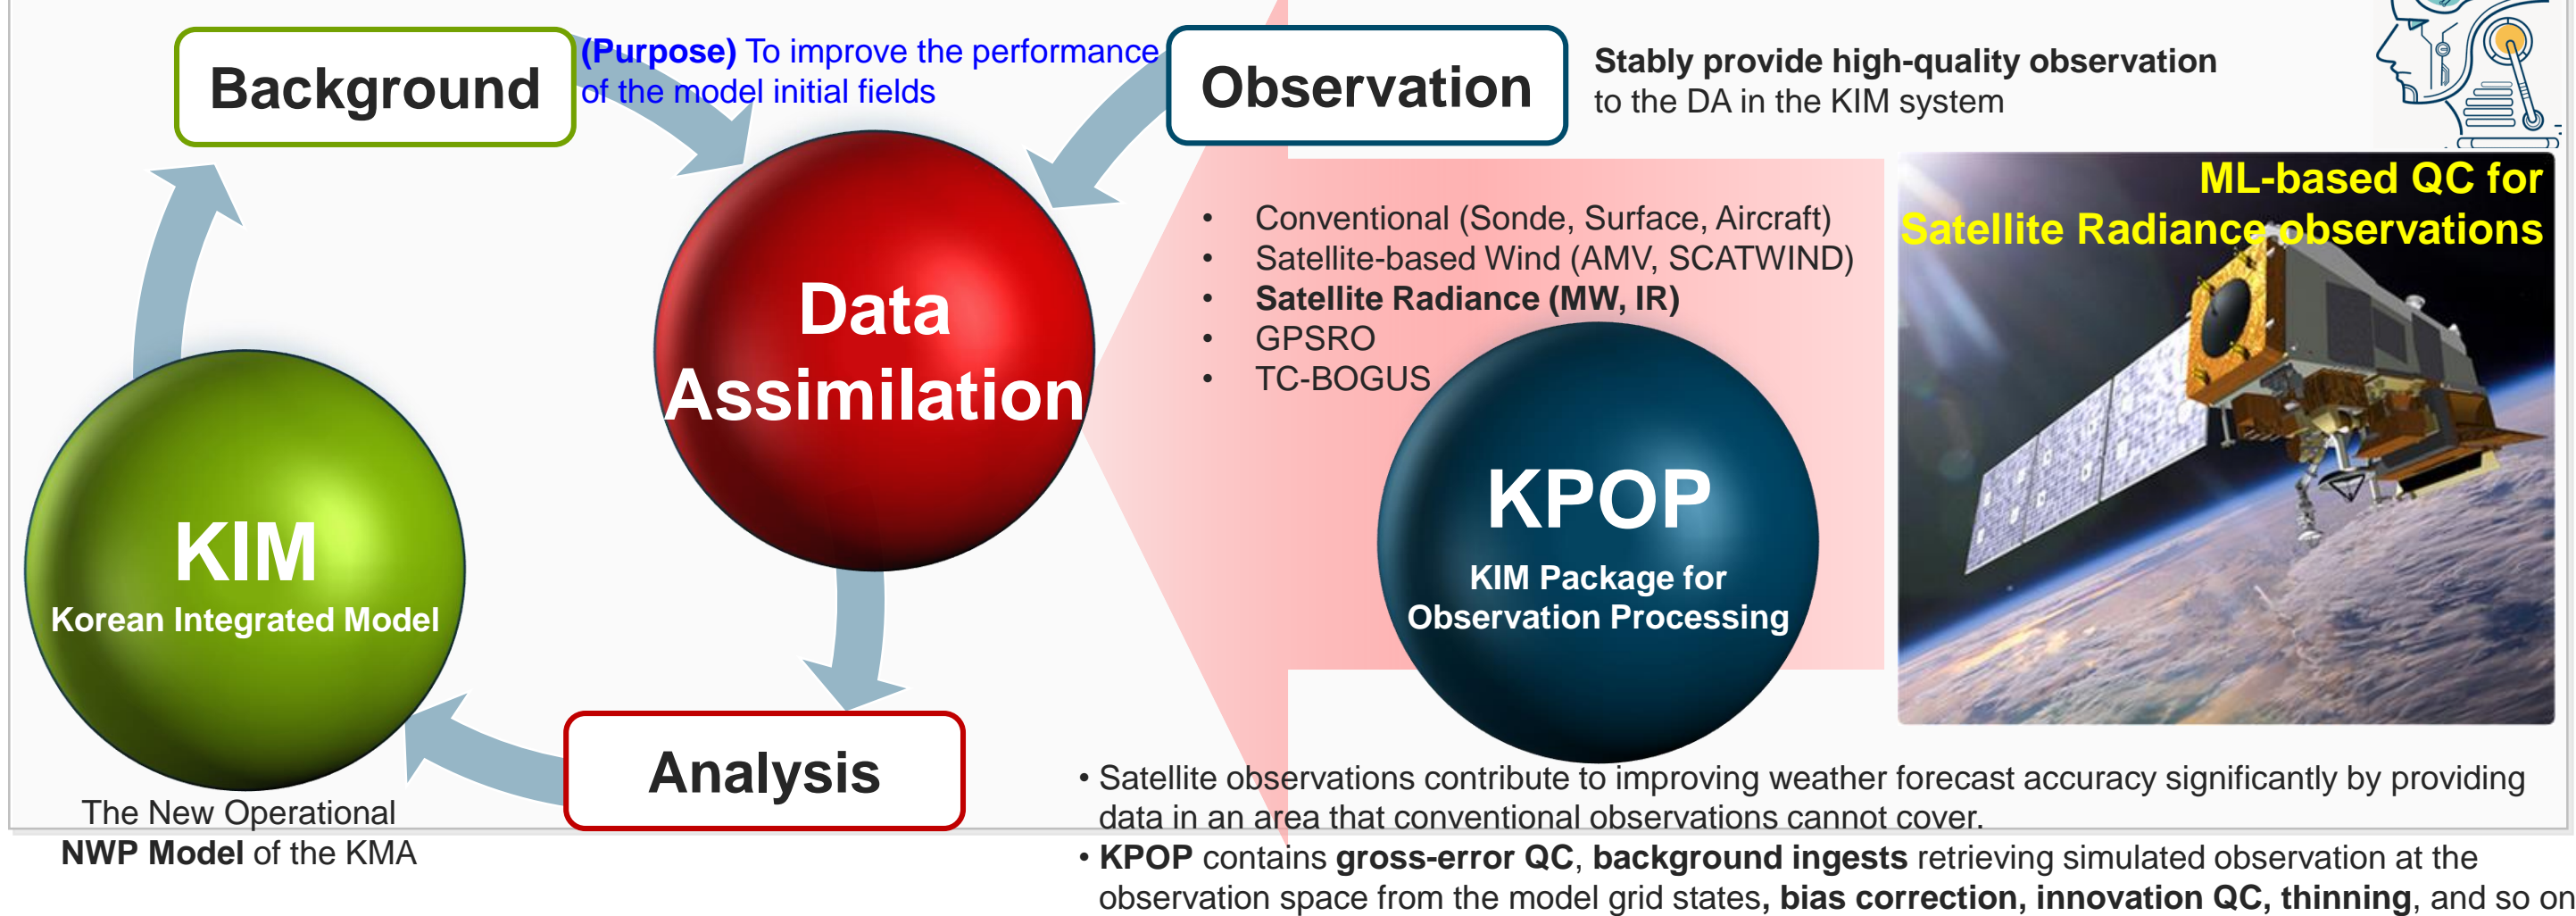 Background
(Purpose) To improve the performance
of the model initial fields
Observation
Stably provide high-quality observation
to the DA in the KIM system
ML-based QC for
Satellite Radiance observations
• Conventional (Sonde, Surface, Aircraft)
• Satellite-based Wind (AMV, SCATWIND)
• Satellite Radiance (MW, IR)
• GPSRO
• TC-BOGUS
Data
Assimilation
KPOP
KIM Package for
Observation Processing
KIM
Korean Integrated Model
Analysis
The New Operational
NWP Model of the KMA
• Satellite observations contribute to improving weather forecast accuracy significantly by providing
data in an area that conventional observations cannot cover.
• KPOP contains gross-error QC, background ingests retrieving simulated observation at the
observation space from the model grid states, bias correction, innovation QC, thinning, and so on